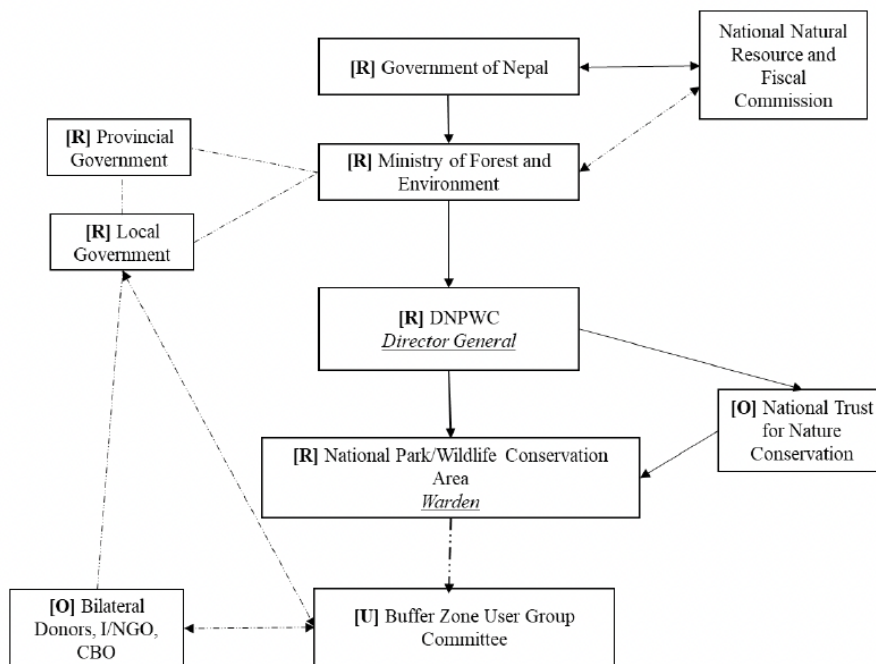 National Natural
Resource and
Fiscal
Commission
[R] Government of Nepal
[R] Provincial
Government
[R] Ministry of Forest and
Environment
[R] Local
Government
[R] DNPWC
Director General
[O] National Trust
for Nature
Conservation
[R] National Park/Wildlife Conservation
Area
Warden
[O] Bilateral
Donors, I/NGO,
CBO
[U] Buffer Zone User Group
Committee